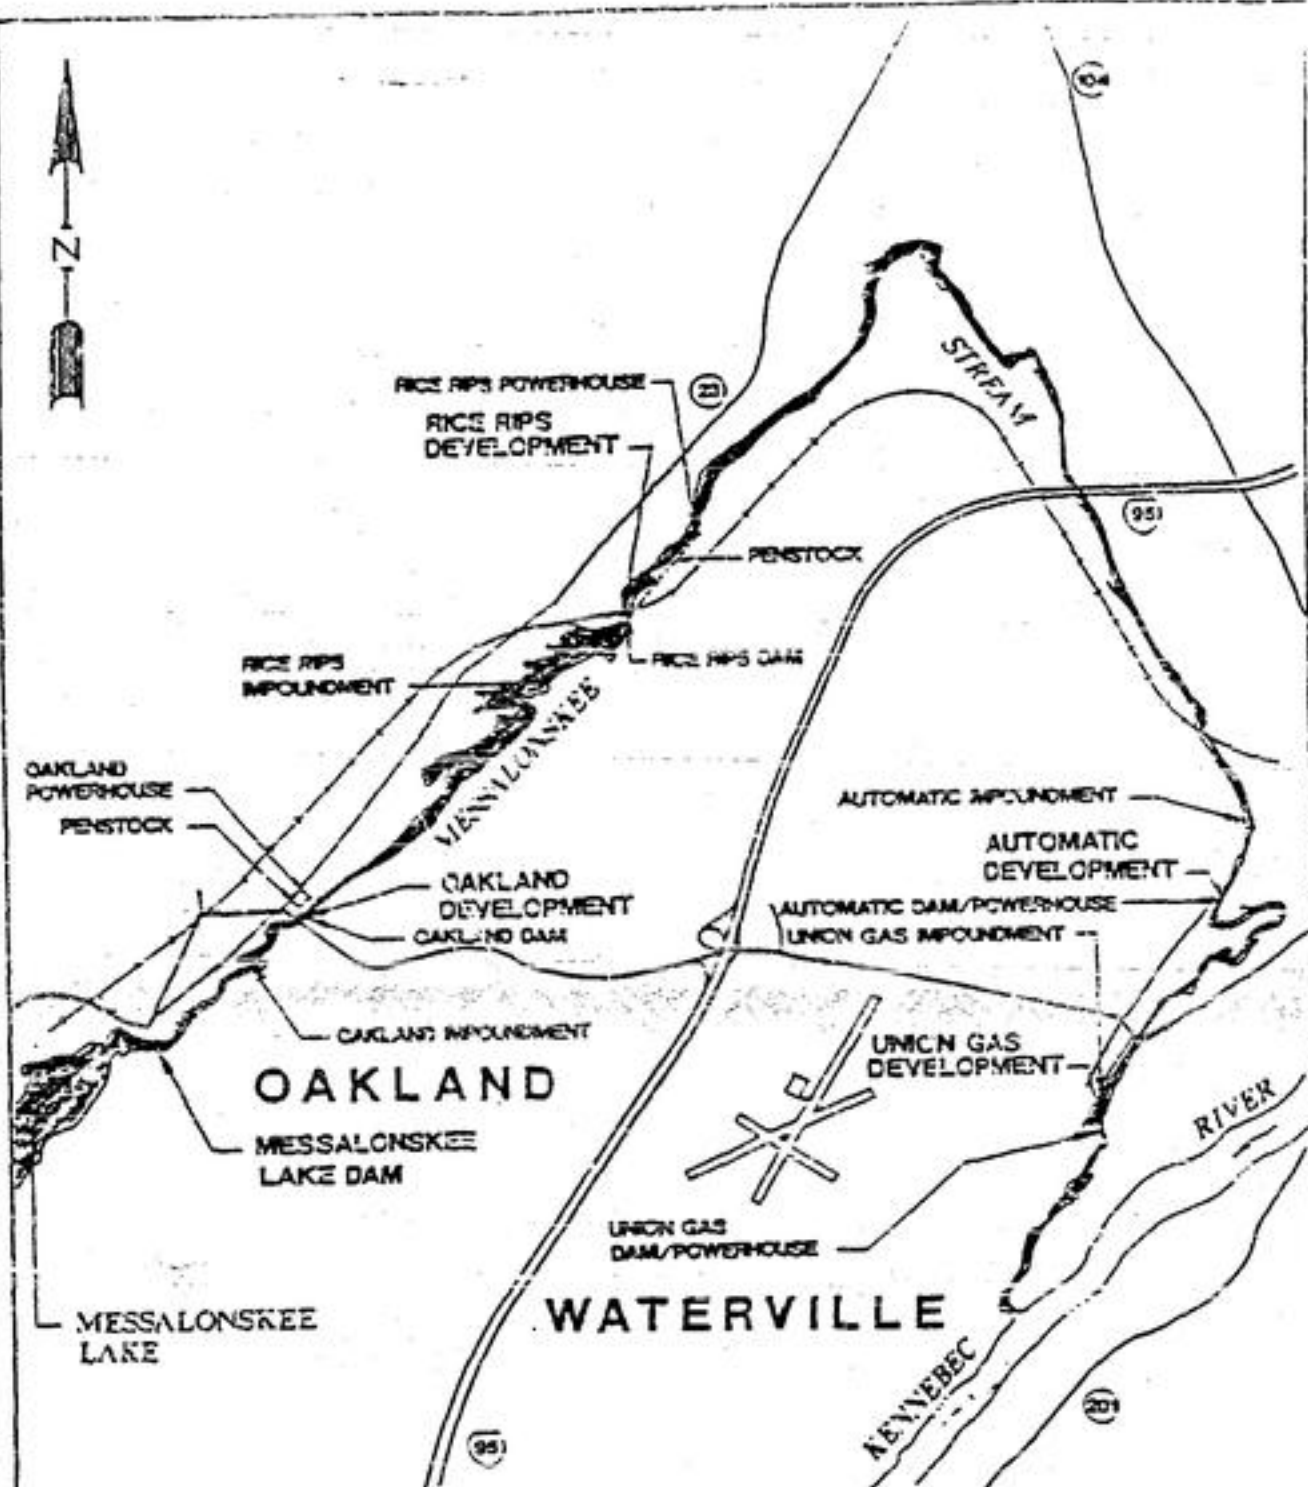 104
N
STREAM
RICE RIPS POWERHOUSE
23
RICE RIPS
DEVELOPMENT
95
PENSTOCK
RICE RIPS
IMPOUNDMENT
RICE RIPS DAM
MESSALONSKEE
OAKLAND
POWERHOUSE
PENSTOCK
AUTOMATIC IMPOUNDMENT
AUTOMATIC
DEVELOPMENT
OAKLAND
DEVELOPMENT
AUTOMATIC DAM/POWERHOUSE
OAKLAND DAM
UNION GAS IMPOUNDMENT
OAKLAND IMPOUNDMENT
UNION GAS
DEVELOPMENT
OAKLAND
RIVER
MESSALONSKEE
LAKE DAM
UNION GAS
DAM/POWERHOUSE
WATERVILLE
MESSALONSKEE
LAKE
KENNEBEC
201
95